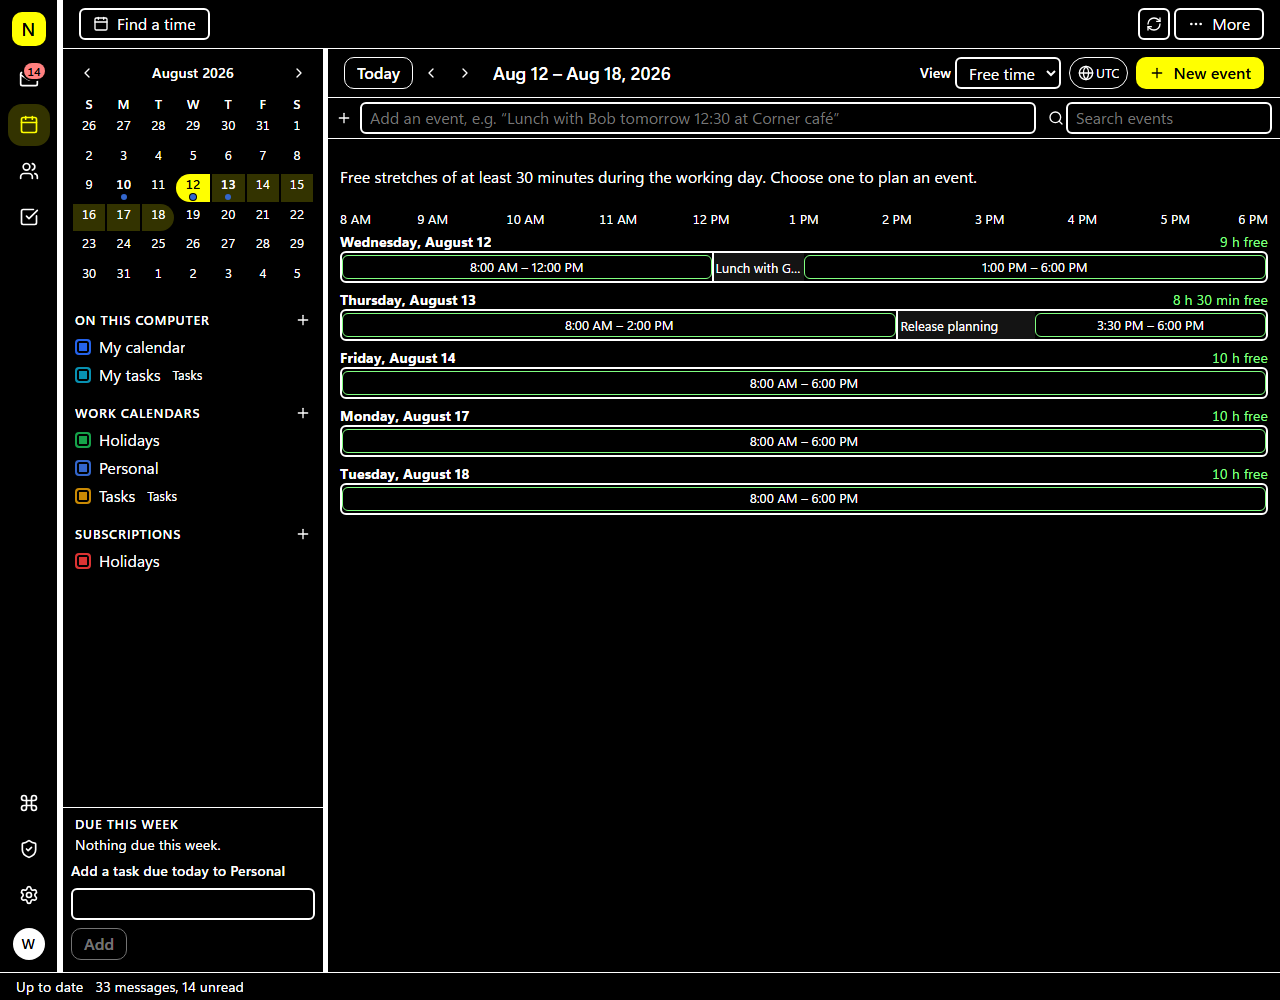 N
Find a time
More
14
August 2026
S M T W T F S
26 27 28 29 30 31 1
2 3 4 5 6 7 8
9 10 11 12 13 14 15
16 17 18 19 20 21 22
23 24 25 26 27 28 29
30 31 1 2 3 4 5
ON THIS COMPUTER
My calendar
My tasks Tasks
WORK CALENDARS
Holidays
Personal
Tasks Tasks
SUBSCRIPTIONS
Holidays
DUE THIS WEEK
Nothing due this week.
Add a task due today to Personal
Add
W
Today
Aug 12 – Aug 18, 2026
View
Free time
UTC
New event
Add an event, e.g. “Lunch with Bob tomorrow 12:30 at Corner café”
Search events
Free stretches of at least 30 minutes during the working day. Choose one to plan an event.
8 AM 9 AM 10 AM 11 AM 12 PM 1 PM 2 PM 3 PM 4 PM 5 PM 6 PM
Wednesday, August 12 9 h free
8:00 AM – 12:00 PM Lunch with G... 1:00 PM – 6:00 PM
Thursday, August 13 8 h 30 min free
8:00 AM – 2:00 PM Release planning 3:30 PM – 6:00 PM
Friday, August 14 10 h free
8:00 AM – 6:00 PM
Monday, August 17 10 h free
8:00 AM – 6:00 PM
Tuesday, August 18 10 h free
8:00 AM – 6:00 PM
Up to date 33 messages, 14 unread